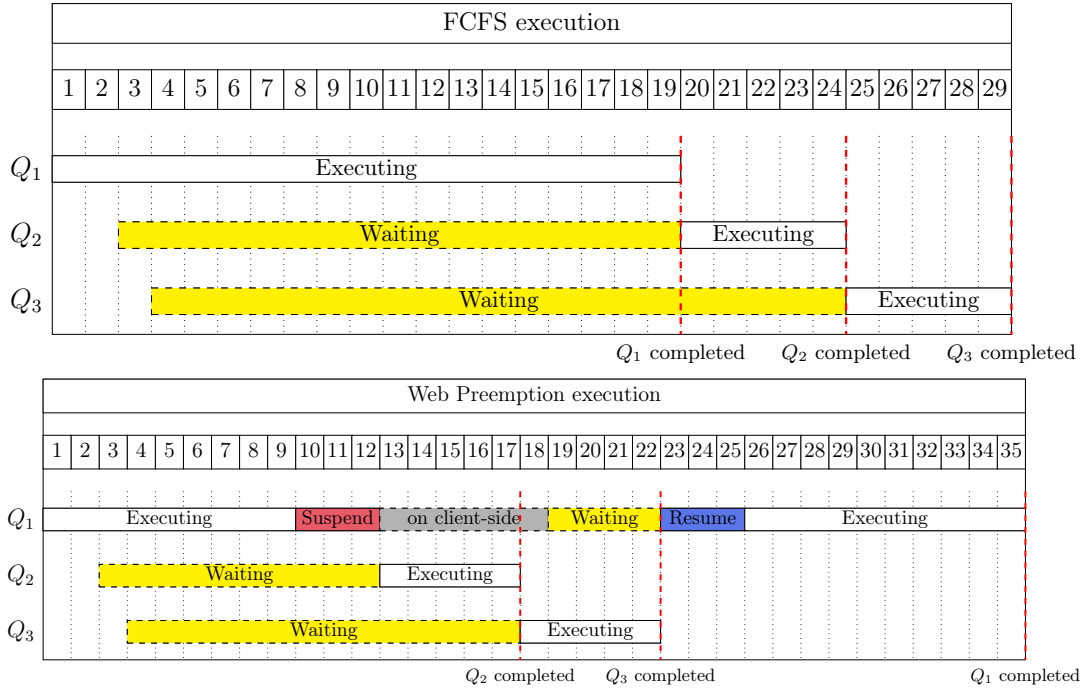 FCFS execution
1 2 3 4 5 6 7 8 9 10 11 12 13 14 15 16 17 18 19 20 21 22 23 24 25 26 27 28 29
Q1 Executing
Q2 Waiting Executing
Q3 Waiting Executing
Q1 completed Q2 completed Q3 completed
Web Preemption execution
1 2 3 4 5 6 7 8 9 10 11 12 13 14 15 16 17 18 19 20 21 22 23 24 25 26 27 28 29 30 31 32 33 34 35
Q1 Executing Suspend on client-side Waiting Resume Executing
Q2 Waiting Executing
Q3 Waiting Executing
Q2 completed Q3 completed Q1 completed